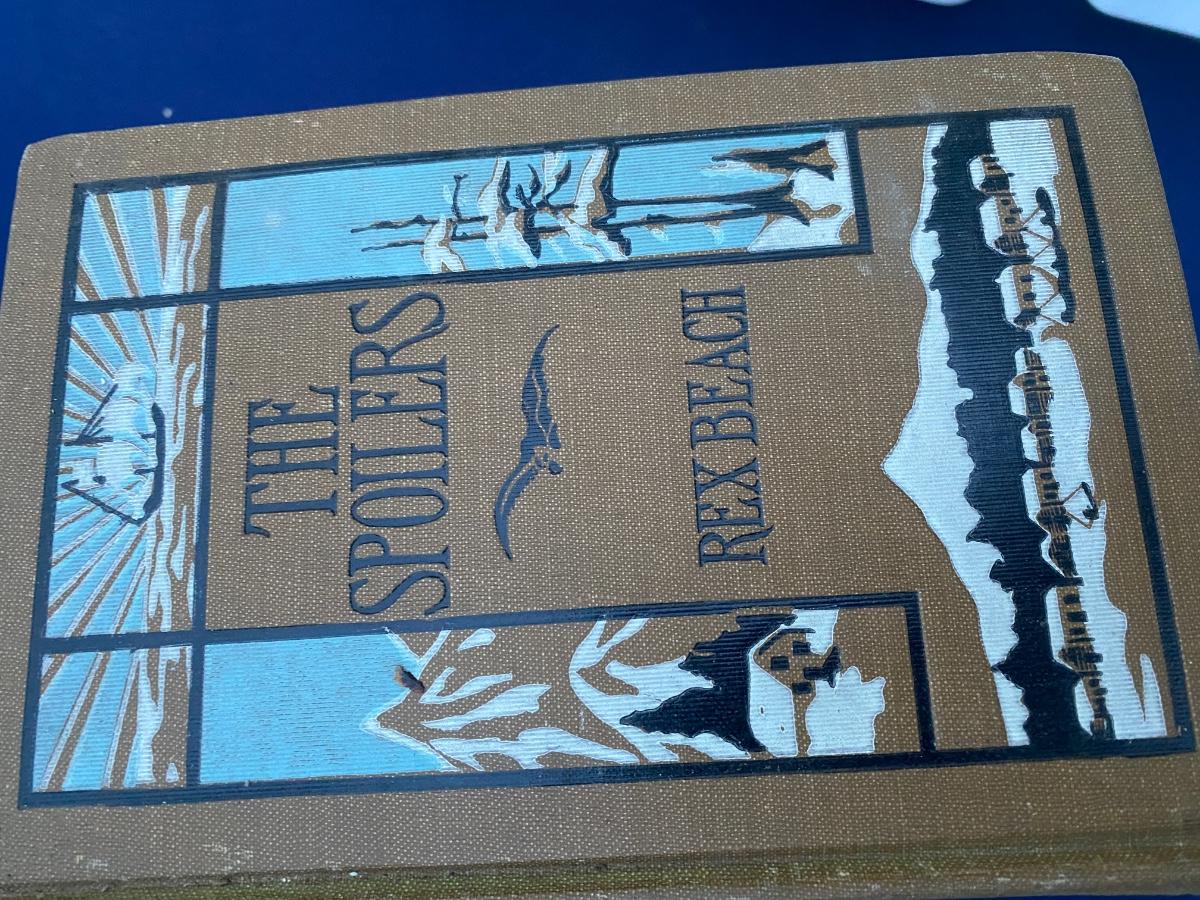 THE
SPOILERS
REX BEACH